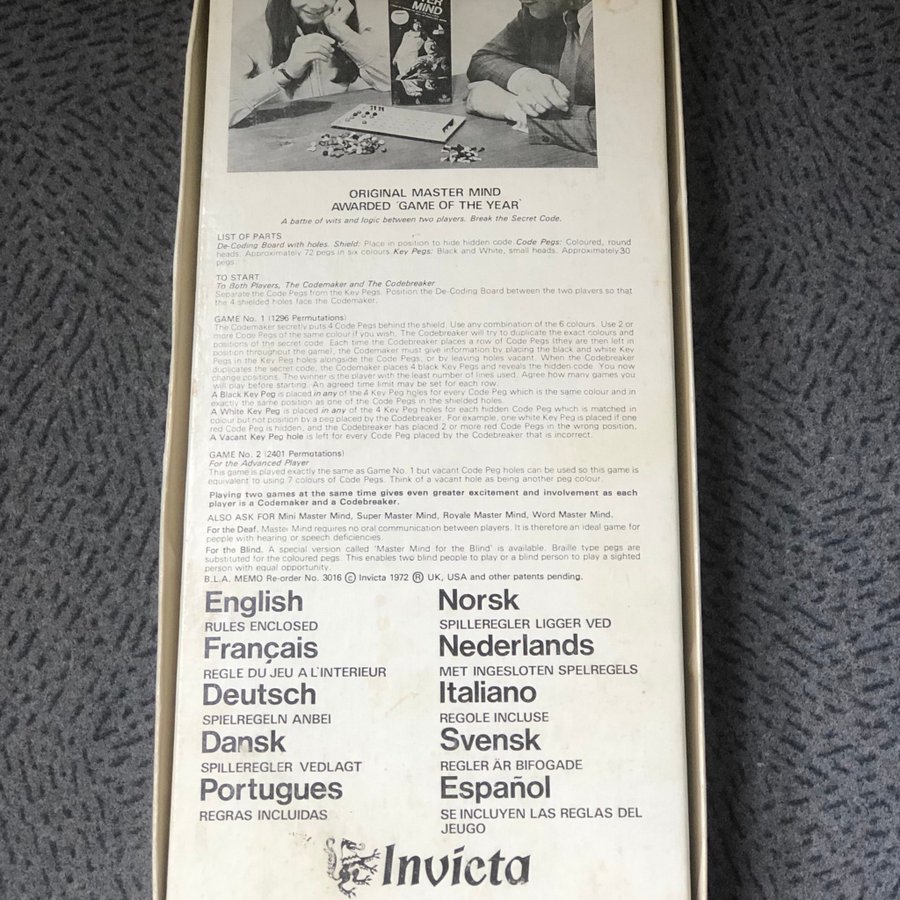 MASTER
MIND
ORIGINAL MASTER MIND
AWARDED 'GAME OF THE YEAR'
A battle of wits and logic between two players. Break the Secret Code.
LIST OF PARTS
De-Coding Board with holes. Shield: Place in position to hide hidden code. Code Pegs: Coloured, round
heads. Approximately 72 pegs in six colours. Key Pegs: Black and White, small heads. Approximately 30
pegs.
TO START
To Both Players, The Codemaker and The Codebreaker
Separate the Code Pegs from the Key Pegs. Position the De-Coding Board between the two players so that
the 4 shielded holes face the Codemaker.
GAME No. 1 (1296 Permutations)
The Codemaker secretly puts 4 Code Pegs behind the shield. Use any combination of the 6 colours. Use 2 or
more Code Pegs of the same colour if you wish. The Codebreaker will try to duplicate the exact colours and
positions of the secret code. Each time the Codebreaker places a row of Code Pegs (they are then left in
position throughout the game), the Codemaker must give information by placing the black and white Key
Pegs in the Key Peg holes alongside the Code Pegs, or by leaving holes vacant. When the Codebreaker
duplicates the secret code, the Codemaker places 4 black Key Pegs and reveals the hidden code. You now
change positions. The winner is the player with the least number of lines used. Agree how many games you
will play before starting. An agreed time limit may be set for each row.
A Black Key Peg is placed in any of the 4 Key Peg holes for every Code Peg which is the same colour and in
exactly the same position as one of the Code Pegs in the shielded holes.
A White Key Peg is placed in any of the 4 Key Peg holes for each hidden Code Peg which is matched in
colour but not position by a peg placed by the Codebreaker. For example, one white Key Peg is placed if one
red Code Peg is hidden, and the Codebreaker has placed 2 or more red Code Pegs in the wrong position.
A Vacant Key Peg hole is left for every Code Peg placed by the Codebreaker that is incorrect.
GAME No. 2 (2401 Permutations)
For the Advanced Player
This game is played exactly the same as Game No. 1 but vacant Code Peg holes can be used so this game is
equivalent to using 7 colours of Code Pegs. Think of a vacant hole as being another peg colour.
Playing two games at the same time gives even greater excitement and involvement as each
player is a Codemaker and a Codebreaker.
ALSO ASK FOR Mini Master Mind, Super Master Mind, Royale Master Mind, Word Master Mind.
For the Deaf. Master Mind requires no oral communication between players. It is therefore an ideal game for
people with hearing or speech deficiencies.
For the Blind. A special version called 'Master Mind for the Blind' is available. Braille type pegs are
substituted for the coloured pegs. This enables two blind people to play or a blind person to play a sighted
person with equal opportunity.
B.L.A. MEMO Re-order No. 3016 © Invicta 1972 ® UK, USA and other patents pending.
English
RULES ENCLOSED
Français
REGLE DU JEU A L'INTERIEUR
Deutsch
SPIELREGELN ANBEI
Dansk
SPILLEREGLER VEDLAGT
Portugues
REGRAS INCLUIDAS
Norsk
SPILLEREGLER LIGGER VED
Nederlands
MET INGESLOTEN SPELREGELS
Italiano
REGOLE INCLUSE
Svensk
REGLER ÄR BIFOGADE
Español
SE INCLUYEN LAS REGLAS DEL
JEUGO
Invicta